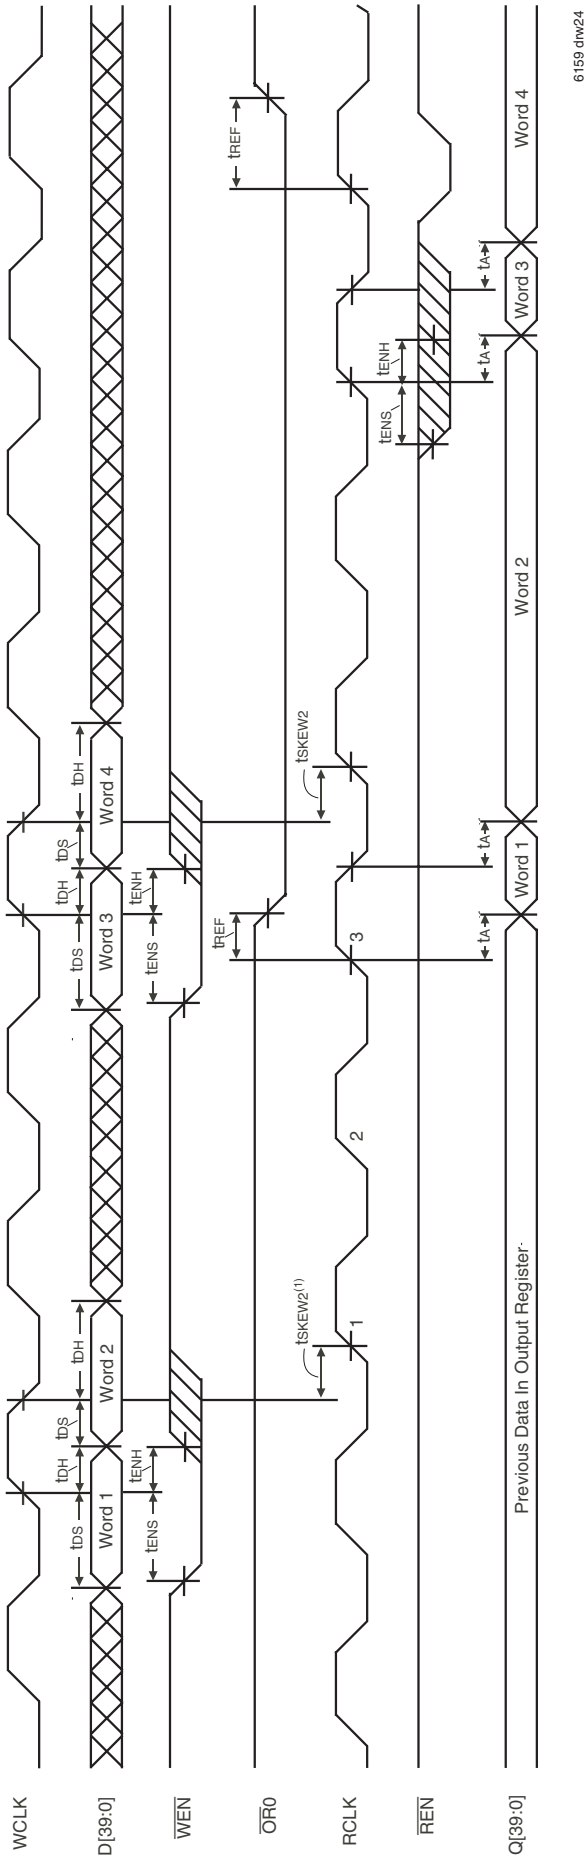 WCLK
tDS tDH tDS tDH tDS tDH tDS tDH
D[39:0] Word 1 Word 2 Word 3 Word 4
tENS tENH tENS tENH
WEN
tREF tREF
OR0
tSKEW2(1) tSKEW2
RCLK 1 2 3
tENS tENH
REN
tA tA tA tA
Q[39:0] Previous Data In Output Register Word 1 Word 2 Word 3 Word 4
6159 drw24